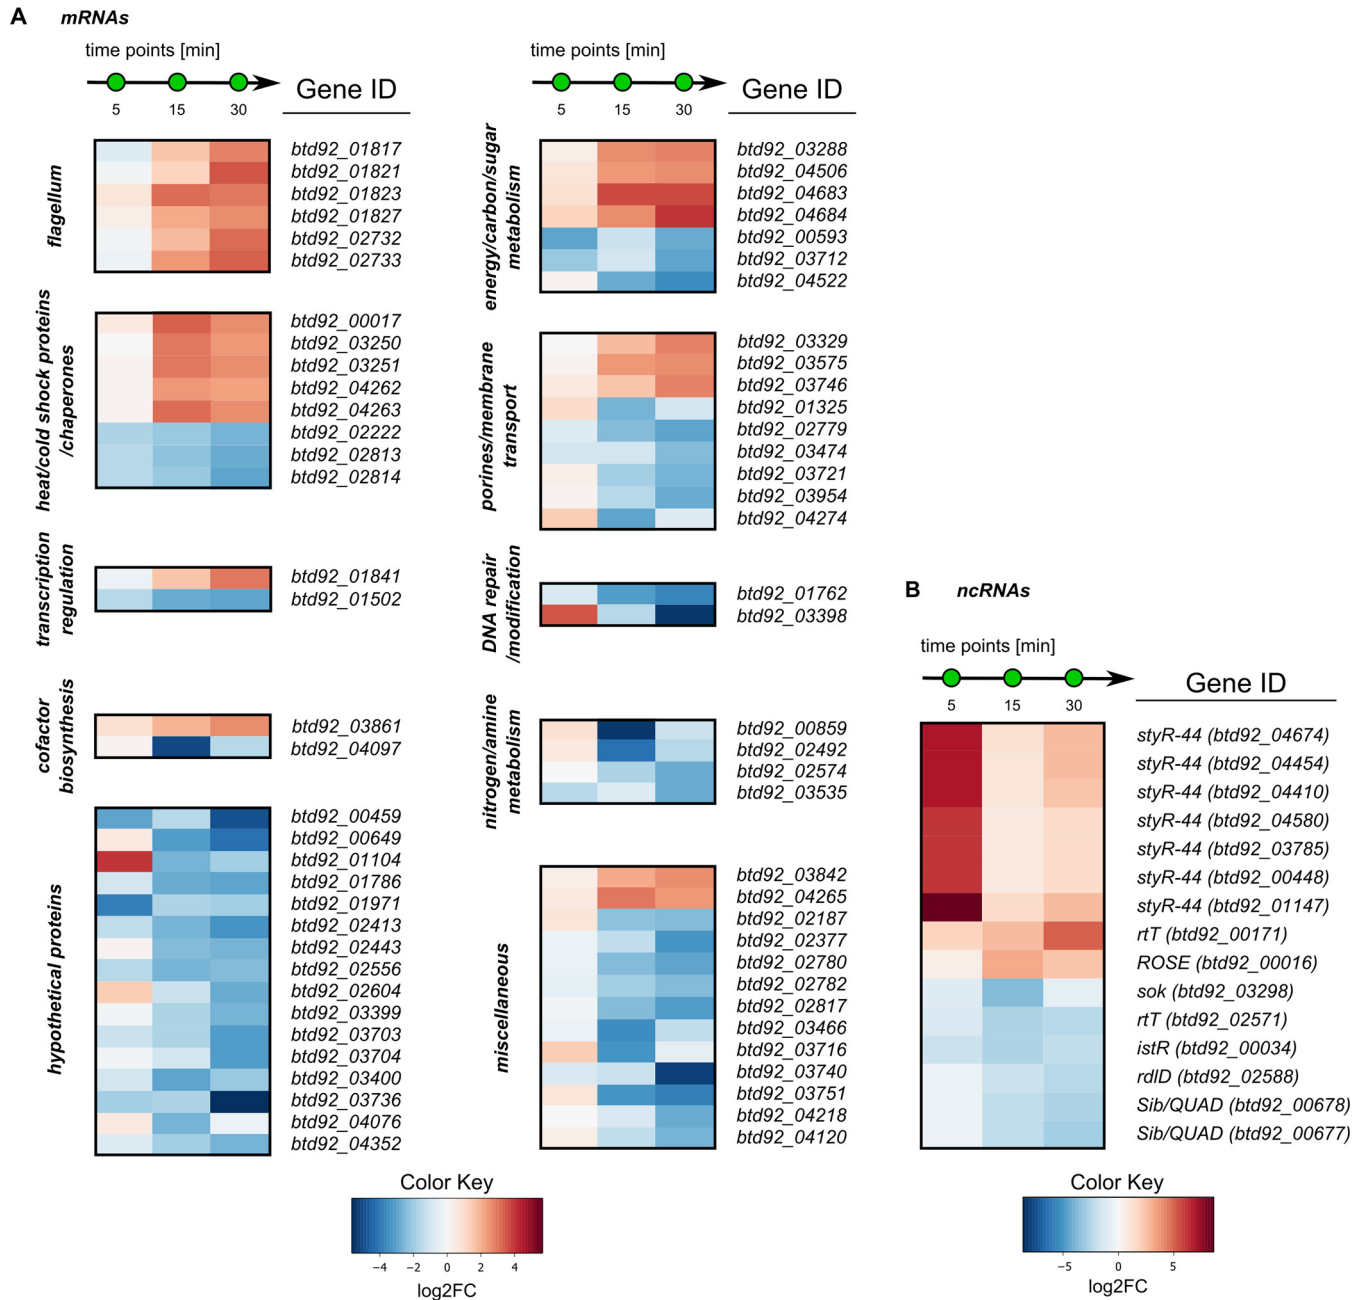 A mRNAs
time points [min]
5 15 30
Gene ID
flagellum
btd92_01817
btd92_01821
btd92_01823
btd92_01827
btd92_02732
btd92_02733
heat/cold shock proteins
/chaperones
btd92_00017
btd92_03250
btd92_03251
btd92_04262
btd92_04263
btd92_02222
btd92_02813
btd92_02814
transcription
regulation
btd92_01841
btd92_01502
cofactor
biosynthesis
btd92_03861
btd92_04097
hypothetical proteins
btd92_00459
btd92_00649
btd92_01104
btd92_01786
btd92_01971
btd92_02413
btd92_02443
btd92_02556
btd92_02604
btd92_03399
btd92_03703
btd92_03704
btd92_03400
btd92_03736
btd92_04076
btd92_04352
time points [min]
5 15 30
Gene ID
energy/carbon/sugar
metabolism
btd92_03288
btd92_04506
btd92_04683
btd92_04684
btd92_00593
btd92_03712
btd92_04522
porines/membrane
transport
btd92_03329
btd92_03575
btd92_03746
btd92_01325
btd92_02779
btd92_03474
btd92_03721
btd92_03954
btd92_04274
DNA repair
/modification
btd92_01762
btd92_03398
nitrogen/amine
metabolism
btd92_00859
btd92_02492
btd92_02574
btd92_03535
miscellaneous
btd92_03842
btd92_04265
btd92_02187
btd92_02377
btd92_02780
btd92_02782
btd92_02817
btd92_03466
btd92_03716
btd92_03740
btd92_03751
btd92_04218
btd92_04120
Color Key
−4 −2 0 2 4
log2FC
B ncRNAs
time points [min]
5 15 30
Gene ID
styR-44 (btd92_04674)
styR-44 (btd92_04454)
styR-44 (btd92_04410)
styR-44 (btd92_04580)
styR-44 (btd92_03785)
styR-44 (btd92_00448)
styR-44 (btd92_01147)
rtT (btd92_00171)
ROSE (btd92_00016)
sok (btd92_03298)
rtT (btd92_02571)
istR (btd92_00034)
rdlD (btd92_02588)
Sib/QUAD (btd92_00678)
Sib/QUAD (btd92_00677)
Color Key
−5 0 5
log2FC